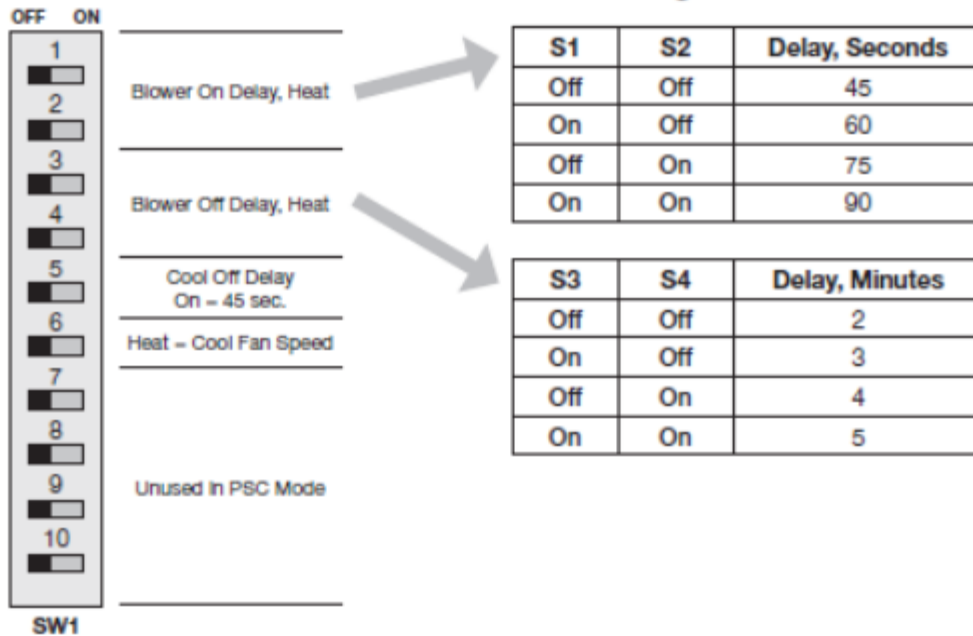 OFF ON
1
2
Blower On Delay, Heat
3
4
Blower Off Delay, Heat
5
Cool Off Delay
On = 45 sec.
6
Heat = Cool Fan Speed
7
8
9
10
Unused in PSC Mode
SW1
S1 S2 Delay, Seconds
Off Off 45
On Off 60
Off On 75
On On 90
S3 S4 Delay, Minutes
Off Off 2
On Off 3
Off On 4
On On 5